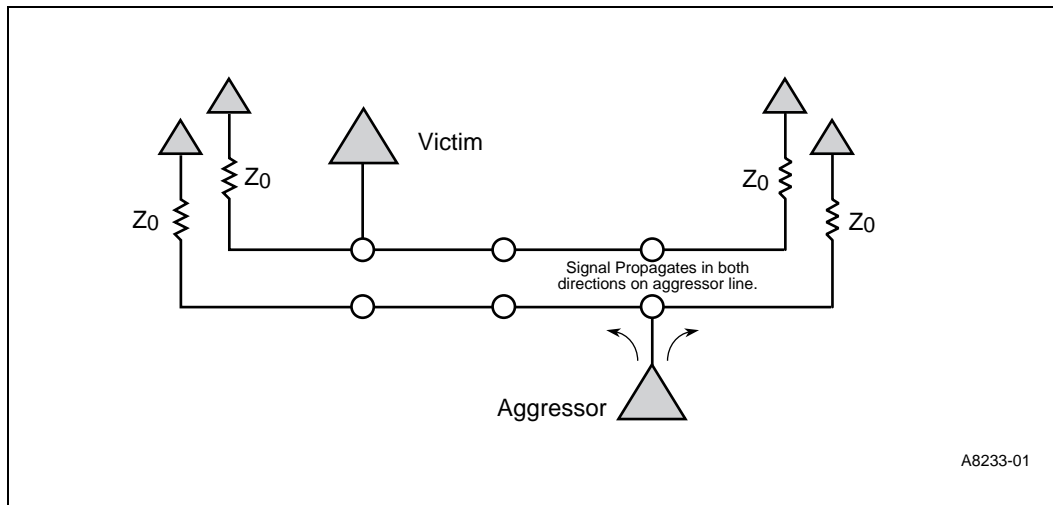 Victim
Z0
Z0
Z0
Z0
Signal Propagates in both
directions on aggressor line.
Aggressor
A8233-01